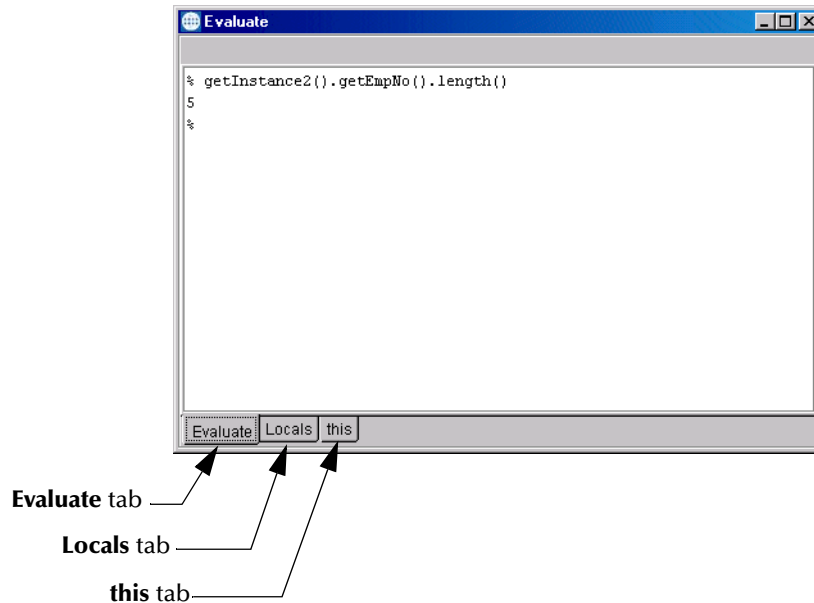 Evaluate
% getInstance2().getEmpNo().length()
5
%
Evaluate Locals this
Evaluate tab
Locals tab
this tab